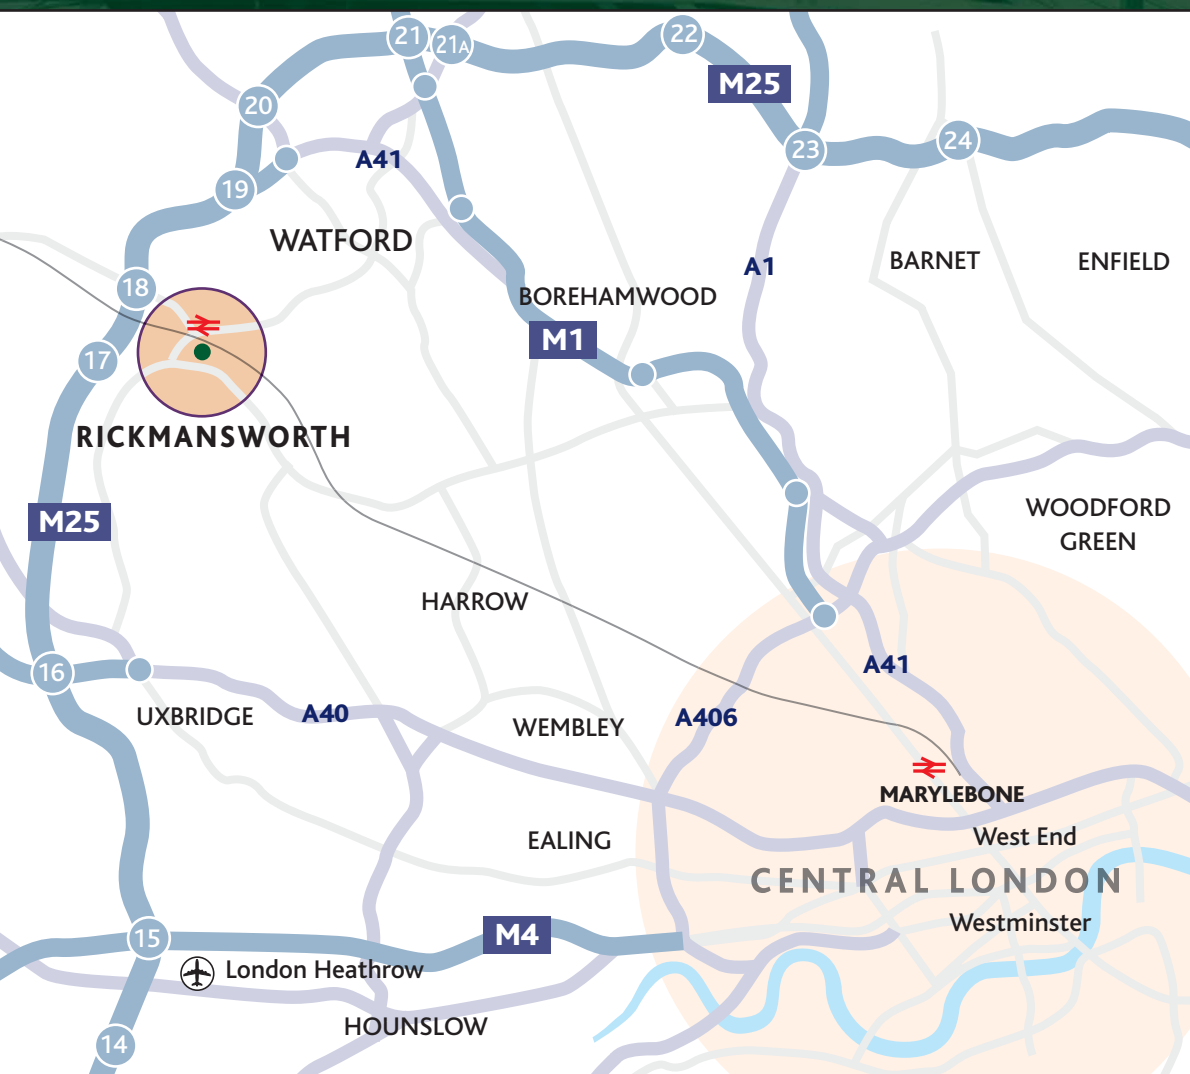 21
21A
22
M25
20
23
24
A41
19
WATFORD
A1
BARNET
ENFIELD
18
BOREHAMWOOD
M1
17
RICKMANSWORTH
M25
WOODFORD
GREEN
HARROW
16
A41
UXBRIDGE
A40
WEMBLEY
A406
MARYLEBONE
West End
EALING
CENTRAL LONDON
Westminster
15
M4
London Heathrow
HOUNSLOW
14